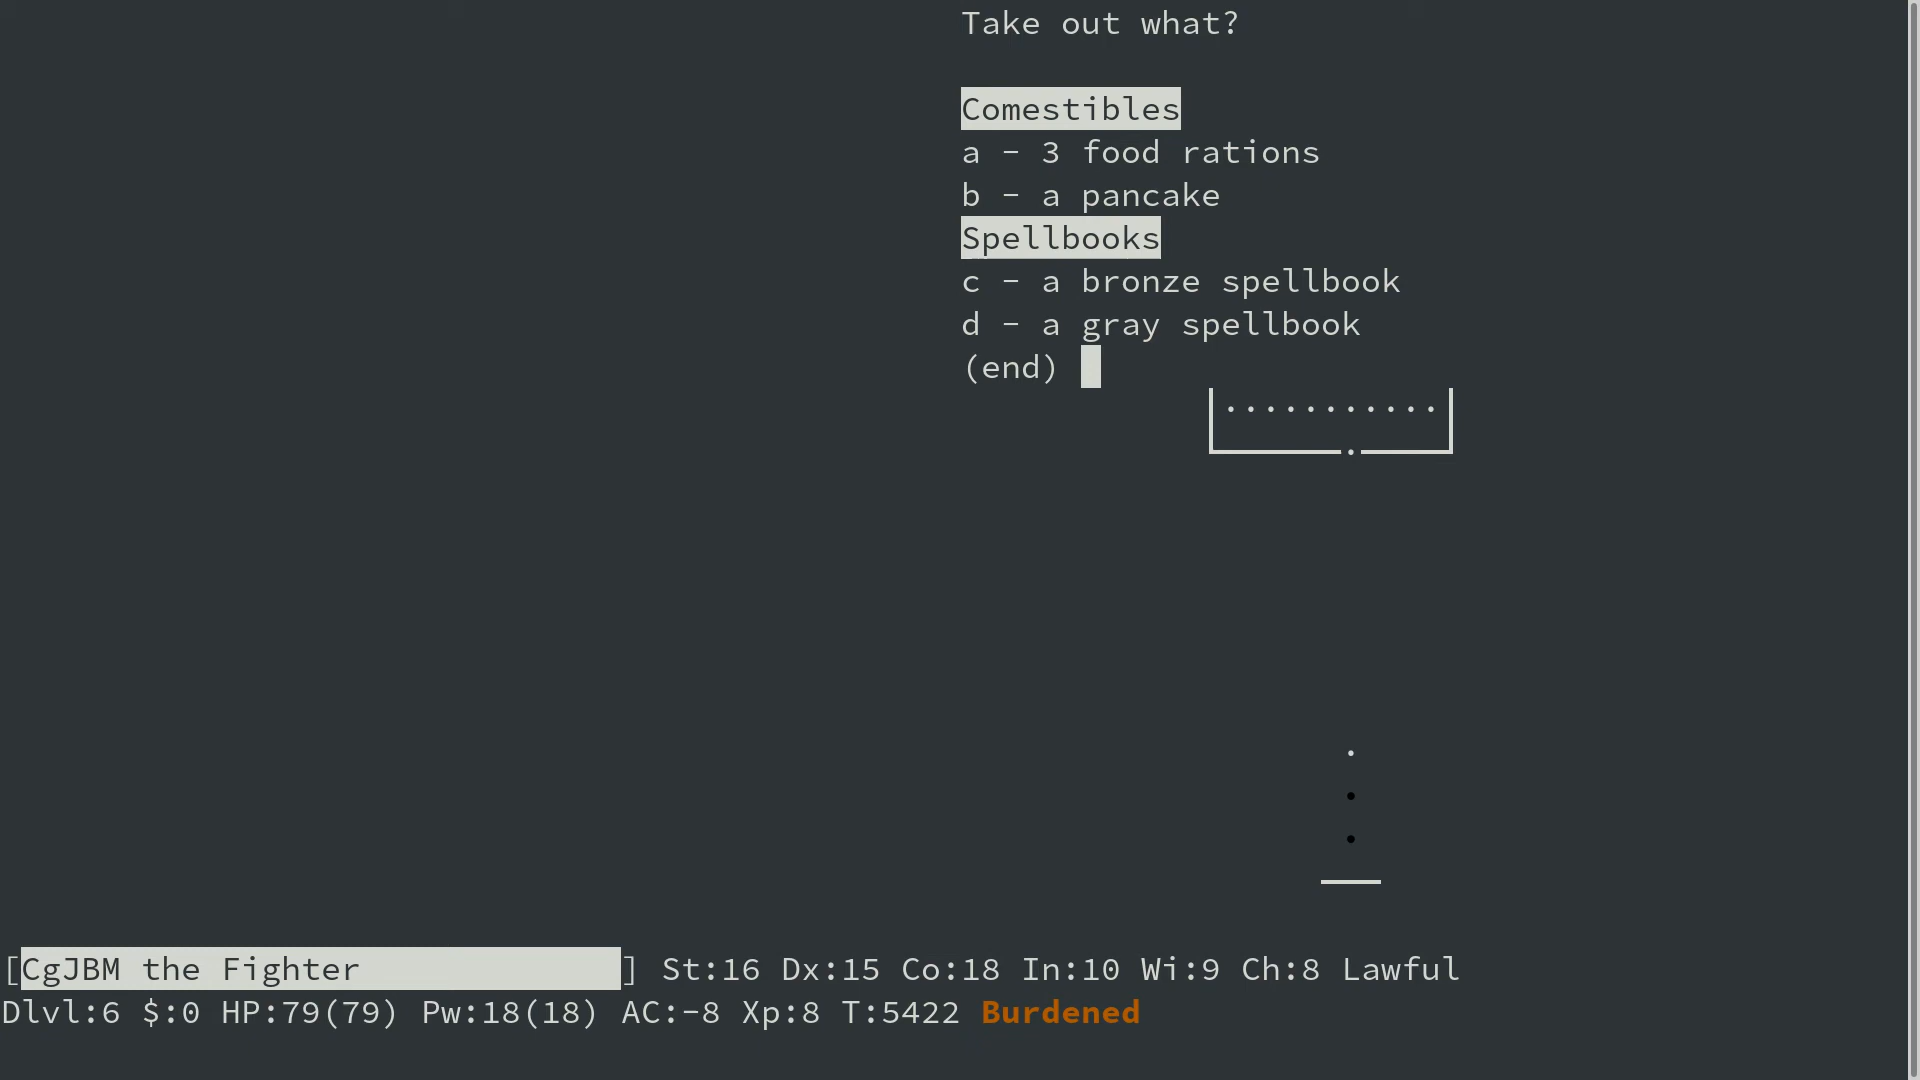 Take out what?
Comestibles
a - 3 food rations
b - a pancake
Spellbooks
c - a bronze spellbook
d - a gray spellbook
(end)
[CgJBM the Fighter] St:16 Dx:15 Co:18 In:10 Wi:9 Ch:8 Lawful
Dlvl:6 $:0 HP:79(79) Pw:18(18) AC:-8 Xp:8 T:5422 Burdened